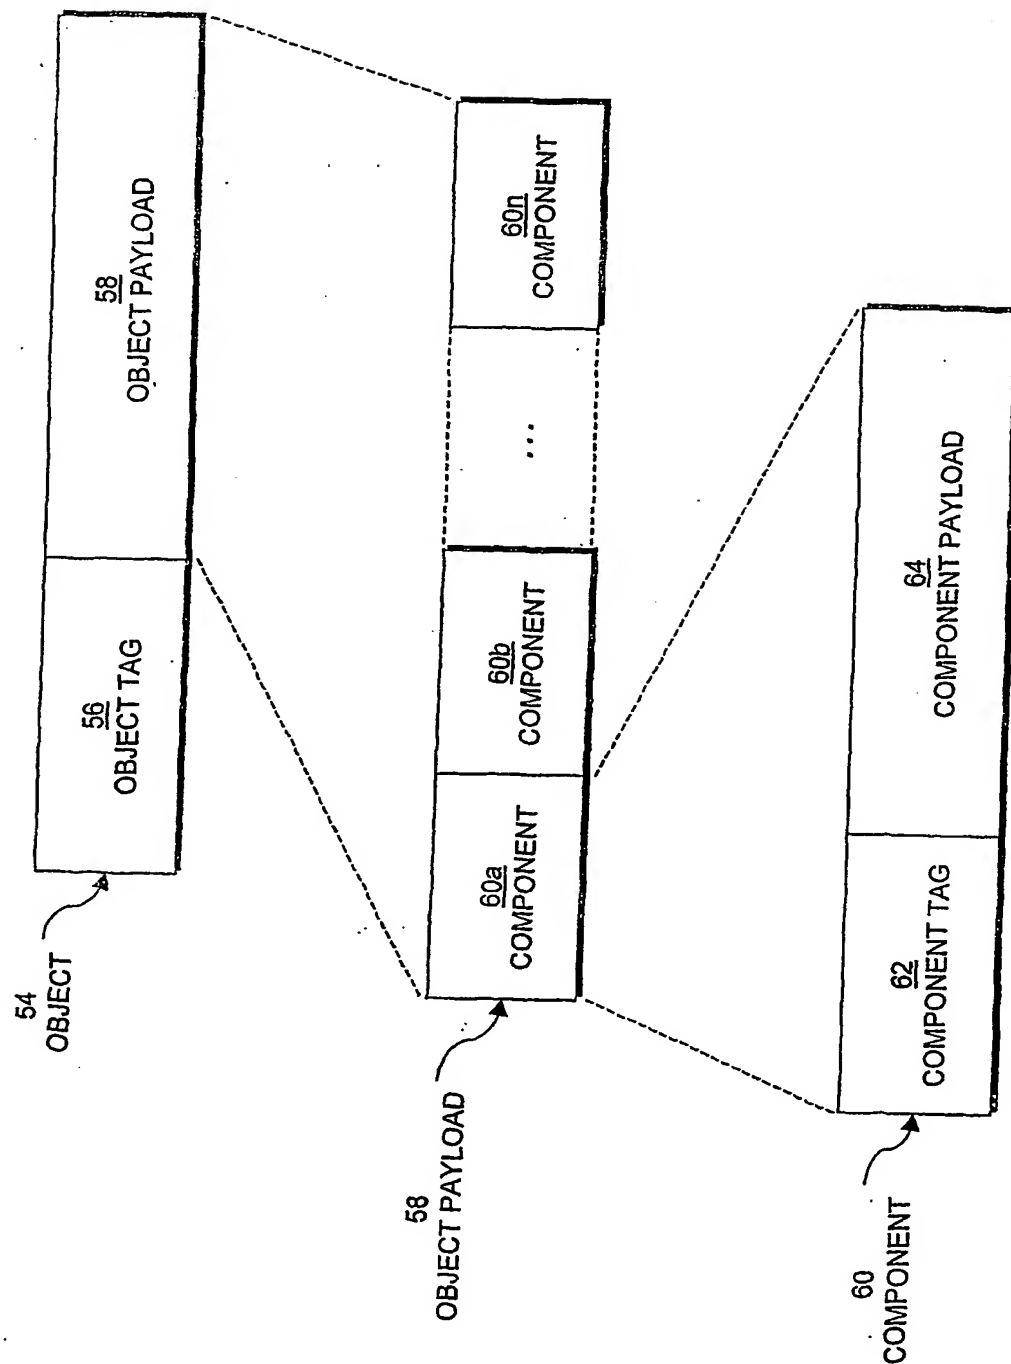 54
OBJECT
56
OBJECT TAG
58
OBJECT PAYLOAD
58
OBJECT PAYLOAD
60a
COMPONENT
60b
COMPONENT
...
60n
COMPONENT
60
COMPONENT
62
COMPONENT TAG
64
COMPONENT PAYLOAD